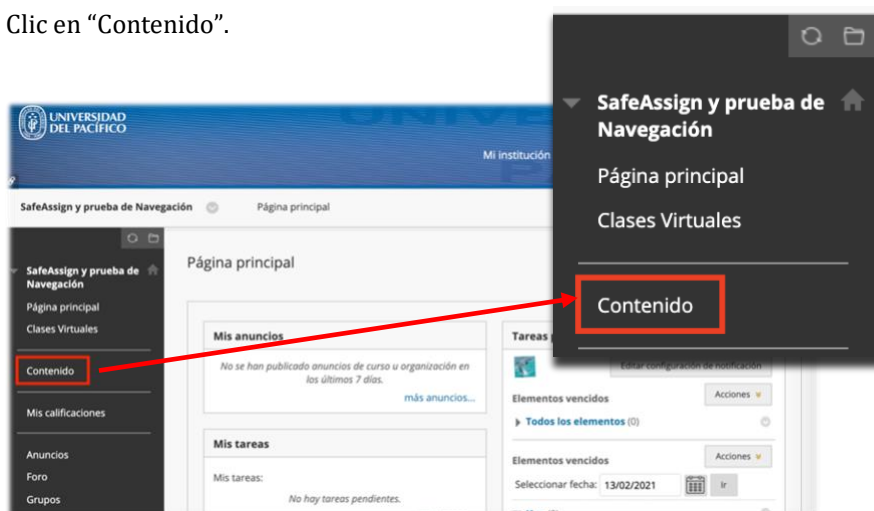 Clic en “Contenido”.
SafeAssign y prueba de
Navegación
Página principal
Clases Virtuales
Contenido
UNIVERSIDAD
DEL PACÍFICO
Mi institución
SafeAssign y prueba de Navegación
Página principal
SafeAssign y prueba de
Navegación
Página principal
Clases Virtuales
Contenido
Mis calificaciones
Anuncios
Foro
Grupos
Página principal
Mis anuncios
No se han publicado anuncios de curso u organización en
los últimos 7 días.
más anuncios...
Mis tareas
Mis tareas:
No hay tareas pendientes.
Tareas
Editar configuración de notificación
Elementos vencidos
Acciones
Todos los elementos (0)
Elementos vencidos
Acciones
Seleccionar fecha: 13/02/2021
Ir